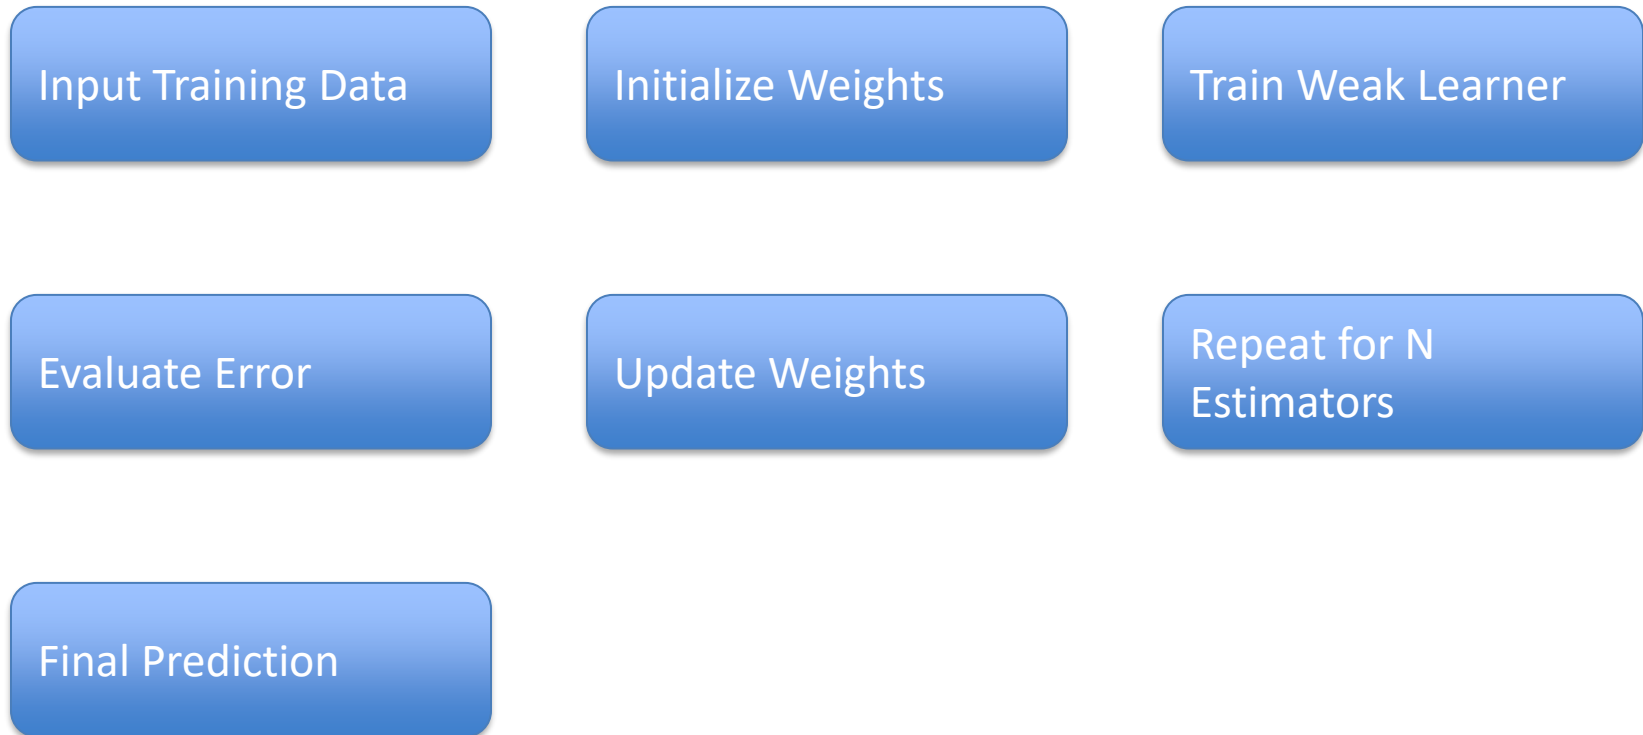 Input Training Data
Initialize Weights
Train Weak Learner
Evaluate Error
Update Weights
Repeat for N
Estimators
Final Prediction